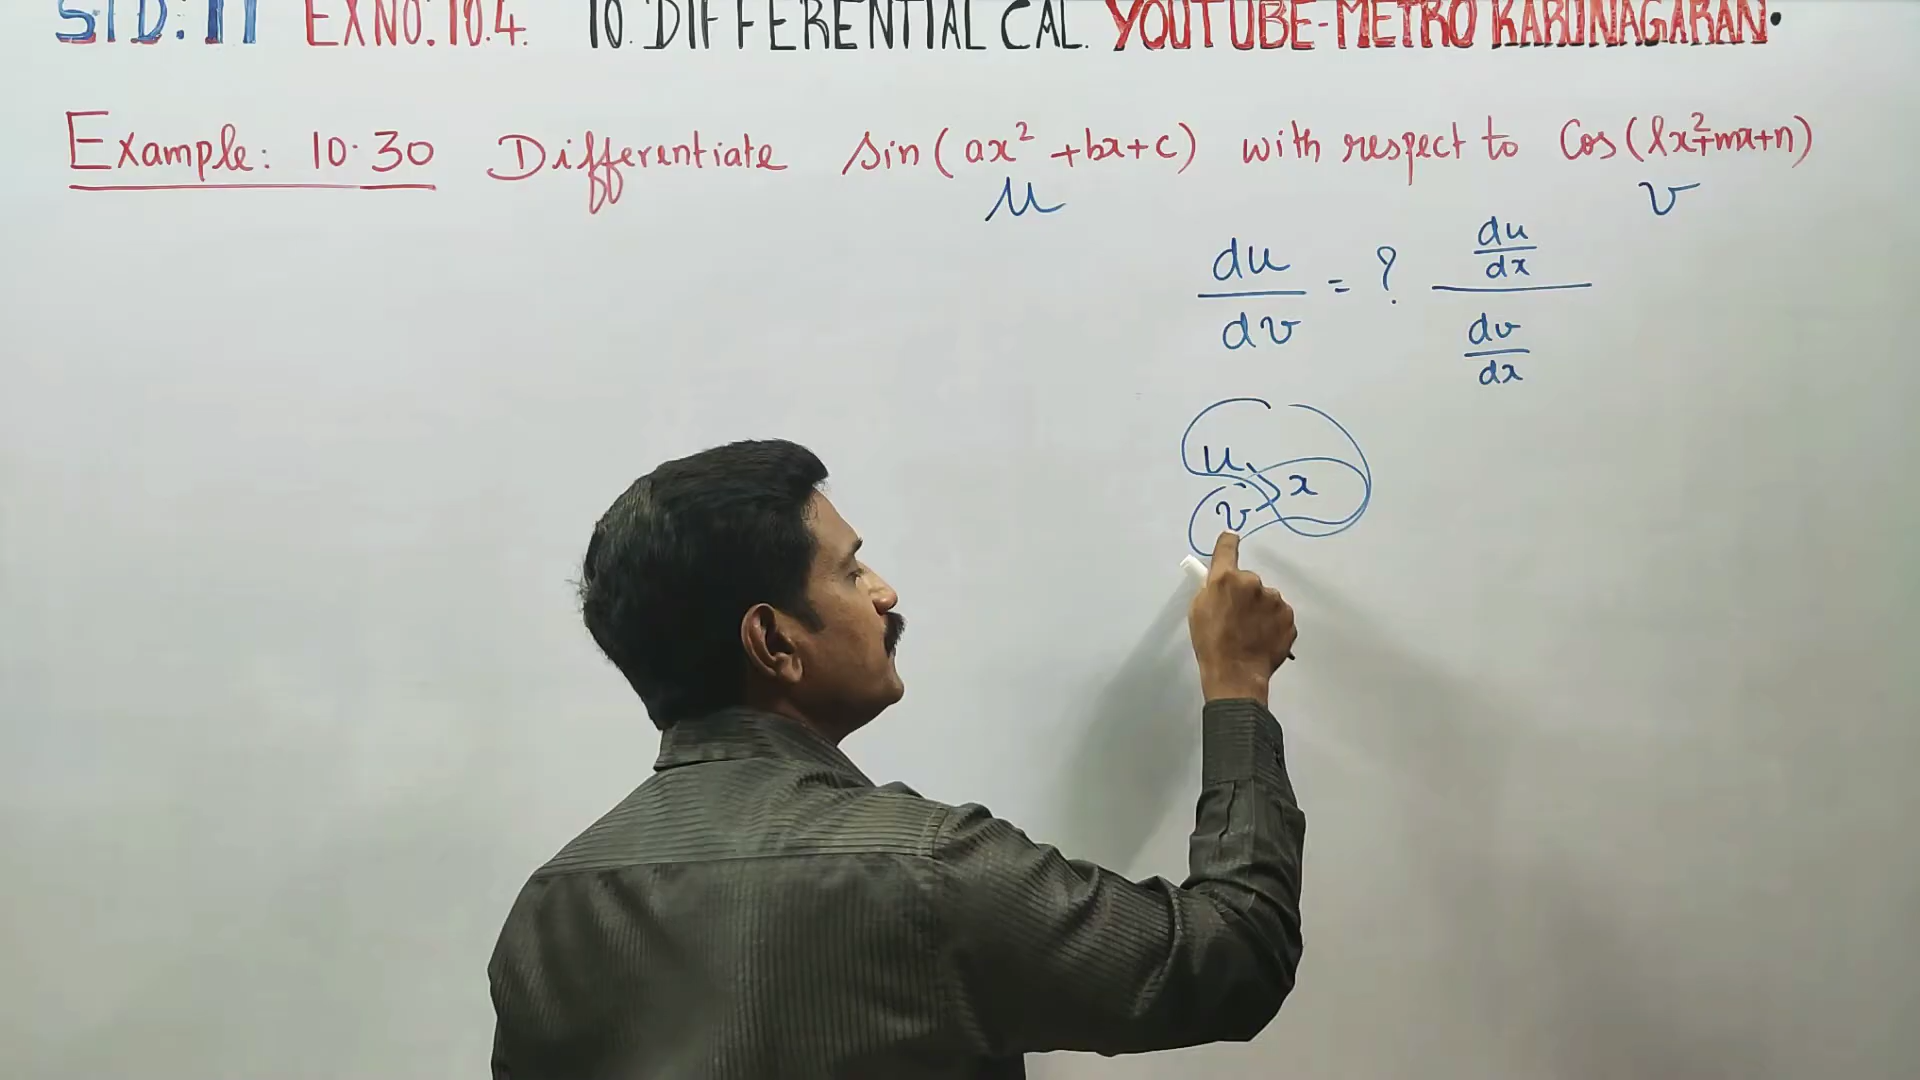 STD: 11 EX NO: 10.4. 10. DIFFERENTIAL CAL. YOUTUBE-METRO KARUNAGARAN.
Example: 10.30 Differentiate sin(ax² + bx + c) with respect to Cos(lx² + mx + n)
u v
du/dv = ? (du/dx)/(dv/dx)
u
x
v